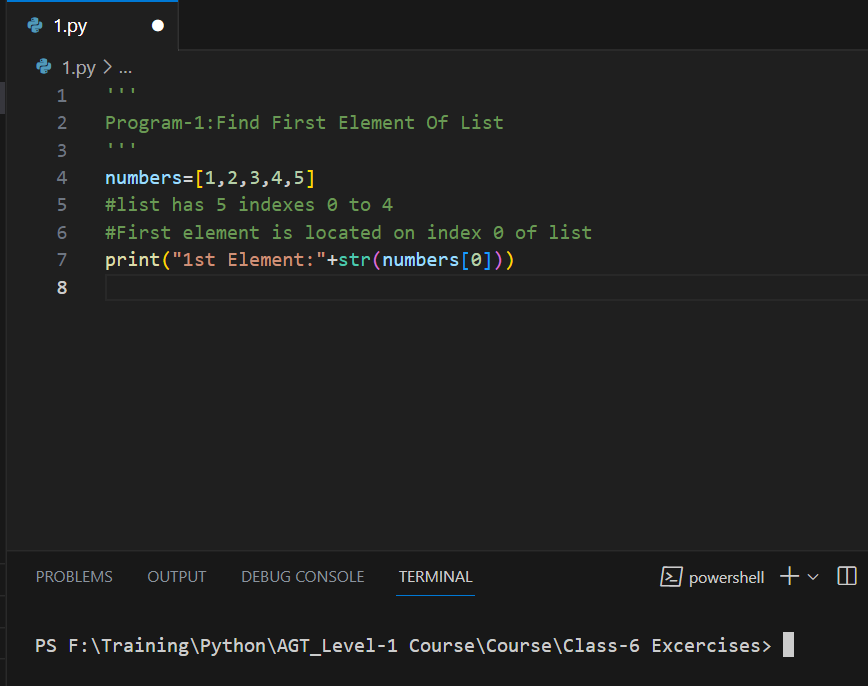 1.py
1.py > ...
1 '''
2 Program-1:Find First Element Of List
3 '''
4 numbers=[1,2,3,4,5]
5 #list has 5 indexes 0 to 4
6 #First element is located on index 0 of list
7 print("1st Element:"+str(numbers[0]))
8
PROBLEMS OUTPUT DEBUG CONSOLE TERMINAL powershell
PS F:\Training\Python\AGT_Level-1 Course\Course\Class-6 Excercises>